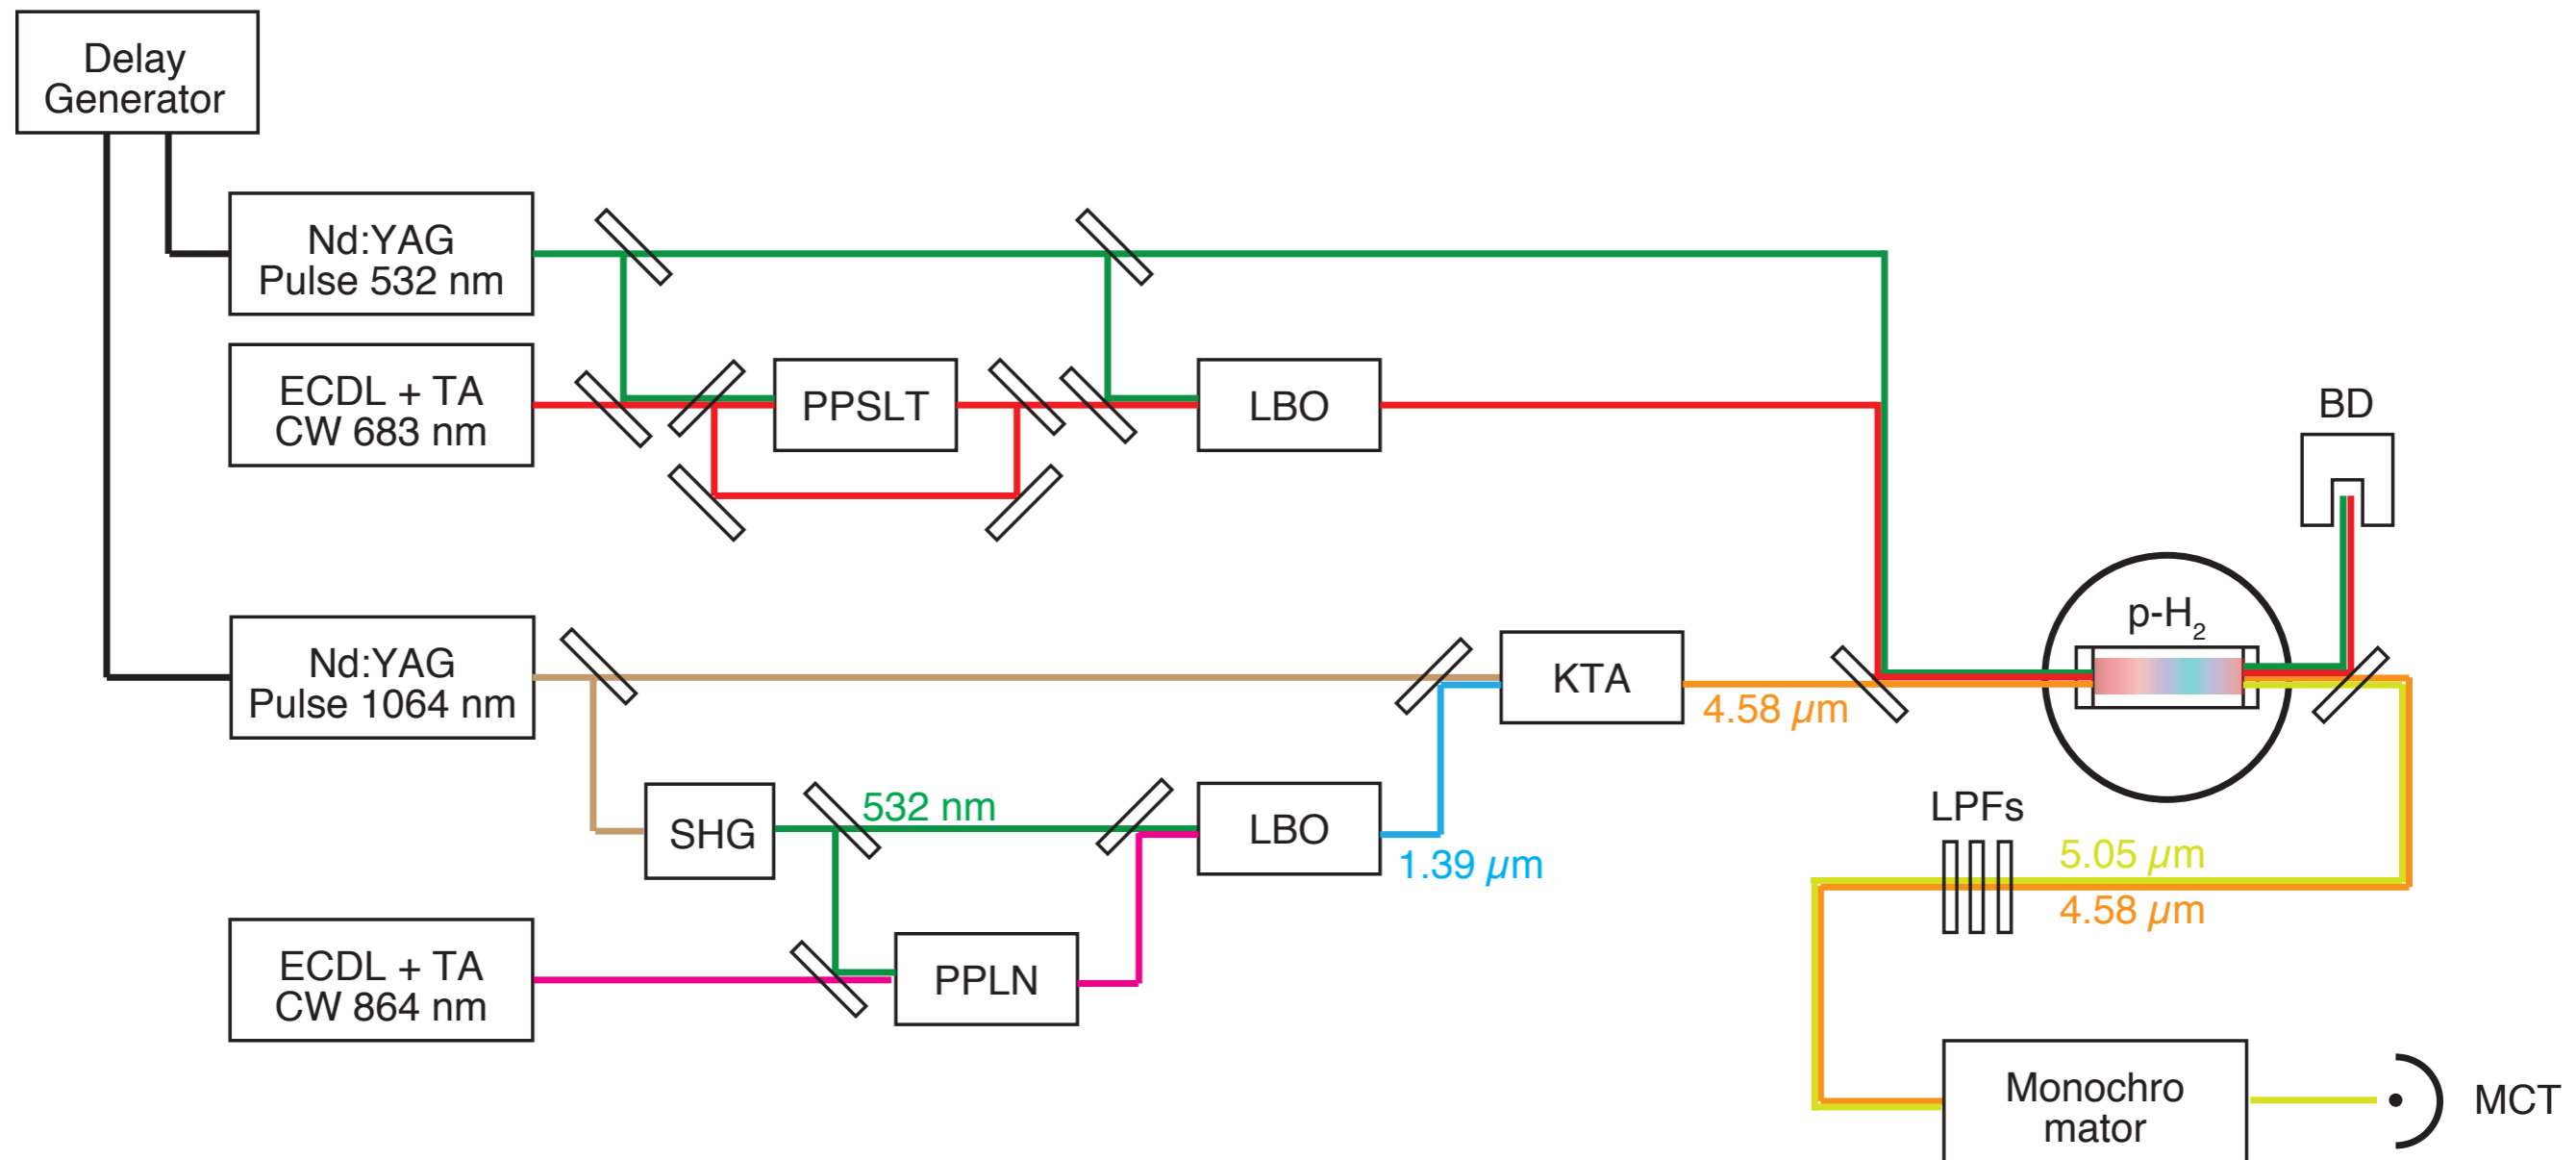 Delay
Generator
Nd:YAG
Pulse 532 nm
ECDL + TA
CW 683 nm
PPSLT
LBO
BD
p-H₂
Nd:YAG
Pulse 1064 nm
KTA
4.58 µm
SHG
532 nm
LBO
1.39 µm
LPFs
5.05 µm
4.58 µm
ECDL + TA
CW 864 nm
PPLN
Monochro
mator
MCT